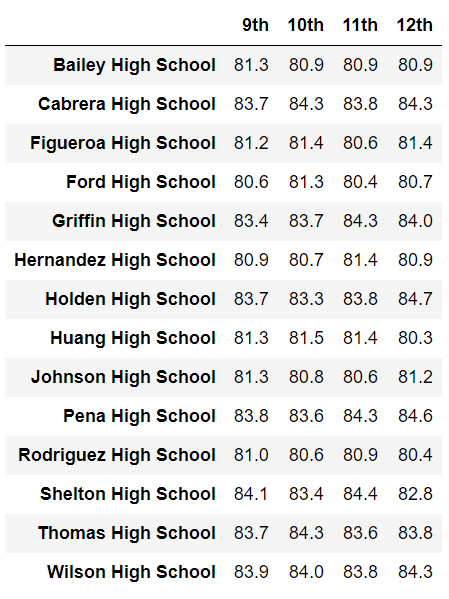 9th 10th 11th 12th
Bailey High School 81.3 80.9 80.9 80.9
Cabrera High School 83.7 84.3 83.8 84.3
Figueroa High School 81.2 81.4 80.6 81.4
Ford High School 80.6 81.3 80.4 80.7
Griffin High School 83.4 83.7 84.3 84.0
Hernandez High School 80.9 80.7 81.4 80.9
Holden High School 83.7 83.3 83.8 84.7
Huang High School 81.3 81.5 81.4 80.3
Johnson High School 81.3 80.8 80.6 81.2
Pena High School 83.8 83.6 84.3 84.6
Rodriguez High School 81.0 80.6 80.9 80.4
Shelton High School 84.1 83.4 84.4 82.8
Thomas High School 83.7 84.3 83.6 83.8
Wilson High School 83.9 84.0 83.8 84.3